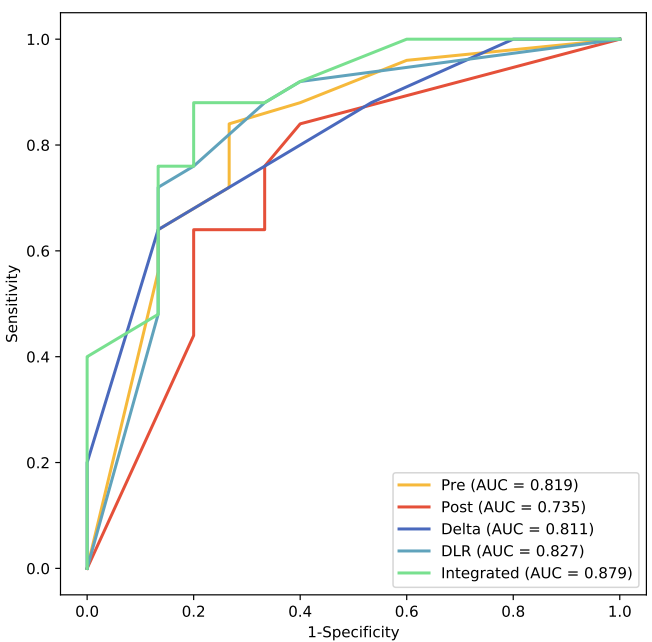 1.0
0.8
0.6
0.4
0.2
0.0
Sensitivity
Pre (AUC = 0.819)
Post (AUC = 0.735)
Delta (AUC = 0.811)
DLR (AUC = 0.827)
Integrated (AUC = 0.879)
0.0 0.2 0.4 0.6 0.8 1.0
1-Specificity